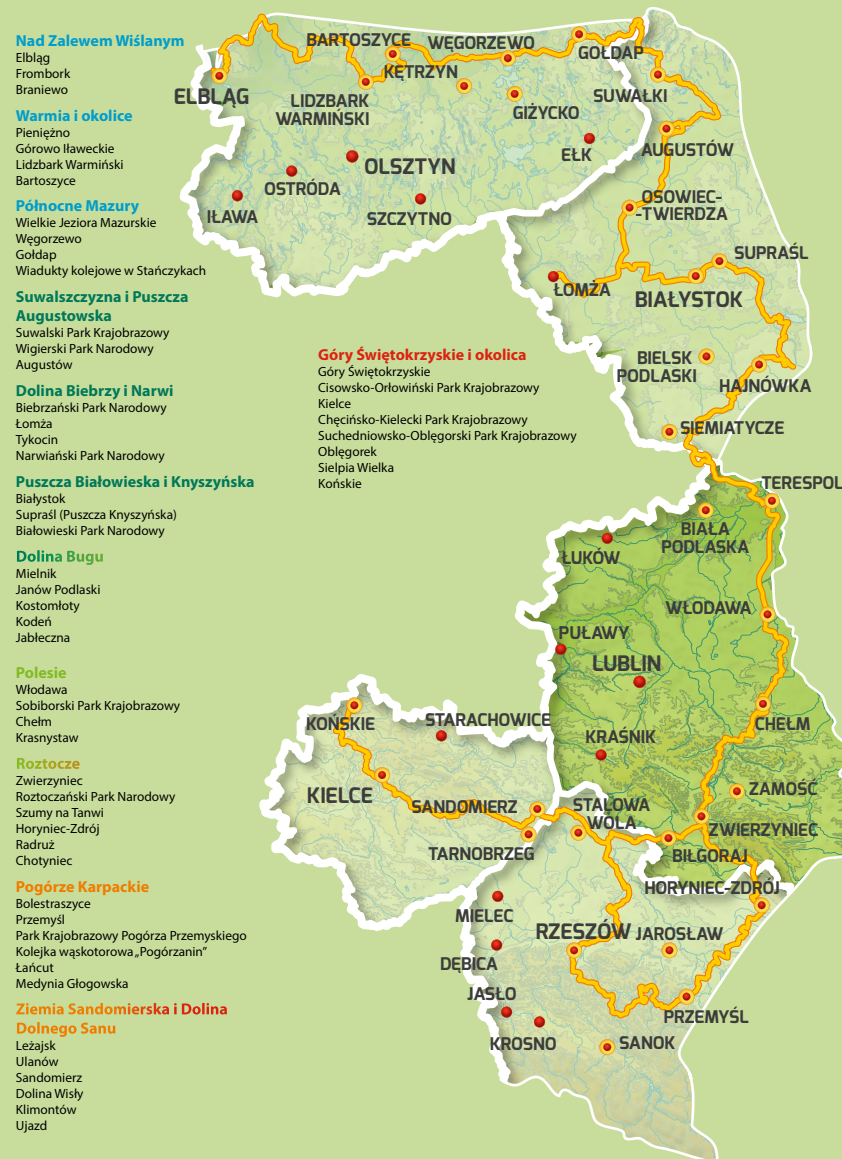 Nad Zalewem Wiślanym
Elbląg
Frombork
Braniewo
Warmia i okolice
Pieniężno
Górowo Iławeckie
Lidzbark Warmiński
Bartoszyce
Północne Mazury
Wielkie Jeziora Mazurskie
Węgorzewo
Gołdap
Wiadukty kolejowe w Stańczykach
Suwalszczyzna i Puszcza
Augustowska
Suwalski Park Krajobrazowy
Wigierski Park Narodowy
Augustów
Dolina Biebrzy i Narwi
Biebrzański Park Narodowy
Łomża
Tykocin
Narwiański Park Narodowy
Puszcza Białowieska i Knyszyńska
Białystok
Supraśl (Puszcza Knyszyńska)
Białowieski Park Narodowy
Dolina Bugu
Mielnik
Janów Podlaski
Kostomłoty
Kodeń
Jabłeczna
Polesie
Włodawa
Sobiborski Park Krajobrazowy
Chełm
Krasnystaw
Roztocze
Zwierzyniec
Roztoczański Park Narodowy
Szumy na Tanwi
Horyniec-Zdrój
Radruż
Chotyniec
Pogórze Karpackie
Bolestraszyce
Przemyśl
Park Krajobrazowy Pogórza Przemyskiego
Kolejka wąskotorowa „Pogórzanin”
Łańcut
Medynia Głogowska
Ziemia Sandomierska i Dolina
Dolnego Sanu
Leżajsk
Ulanów
Sandomierz
Dolina Wisły
Klimontów
Ujazd
Góry Świętokrzyskie i okolica
Góry Świętokrzyskie
Cisowsko-Orłowiński Park Krajobrazowy
Kielce
Chęcińsko-Kielecki Park Krajobrazowy
Suchedniowsko-Oblęgorski Park Krajobrazowy
Oblęgorek
Sielpia Wielka
Końskie
BARTOSZYCE
WĘGORZEWO
GOŁDAP
KĘTRZYN
ELBLĄG
LIDZBARK
WARMIŃSKI
GIŻYCKO
SUWAŁKI
EŁK
AUGUSTÓW
OLSZTYN
OSTRÓDA
IŁAWA
SZCZYTNO
OSOWIEC-
-TWIERDZA
SUPRAŚL
ŁOMŻA
BIAŁYSTOK
BIELSK
PODLASKI
HAJNÓWKA
SIEMIATYCZE
TERESPOL
BIAŁA
PODLASKA
ŁUKÓW
WŁODAWA
PUŁAWY
LUBLIN
KOŃSKIE
STARACHOWICE
KRAŚNIK
CHEŁM
KIELCE
SANDOMIERZ
STALOWA
WOLA
ZAMOŚĆ
ZWIERZYNIEC
TARNOBRZEG
BIŁGORAJ
HORYNIEC-ZDRÓJ
MIELEC
RZESZÓW
JAROSŁAW
DĘBICA
JASŁO
PRZEMYŚL
KROSNO
SANOK